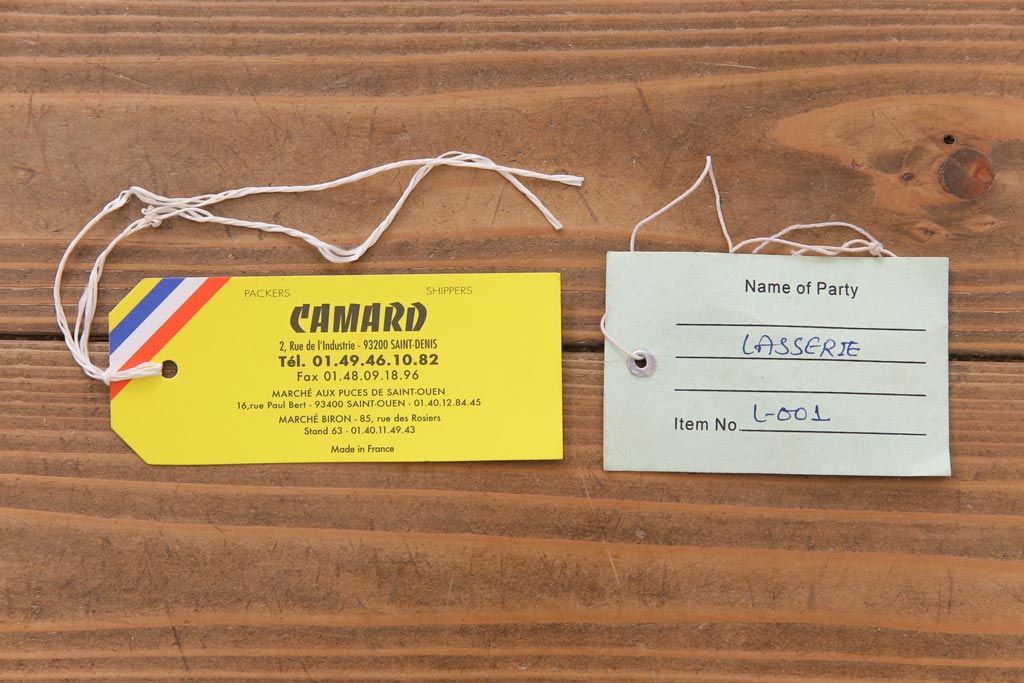 PACKERS SHIPPERS
CAMARD
2, Rue de l'Industrie - 93200 SAINT-DENIS
Tél. 01.49.46.10.82
Fax 01.48.09.18.96
MARCHÉ AUX PUCES DE SAINT-OUEN
16,rue Paul Bert - 93400 SAINT-OUEN - 01.40.12.84.45
MARCHÉ BIRON - 85, rue des Rosiers
Stand 63 - 01.40.11.49.43
Made in France
Name of Party
LASSERIE
Item No. L-001